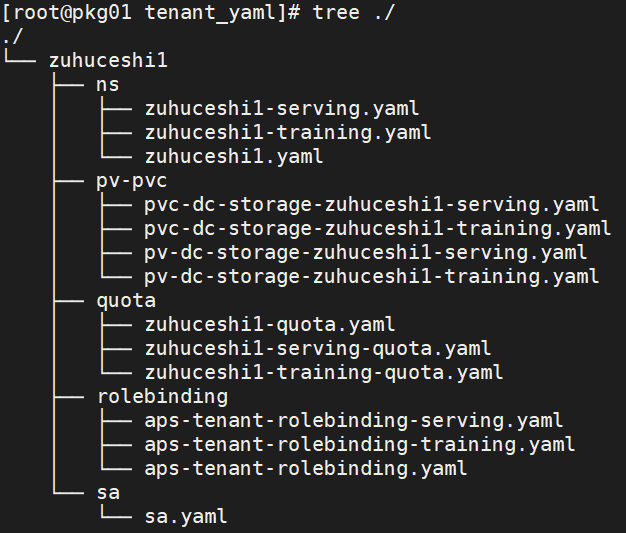 [root@pkg01 tenant_yaml]# tree ./
./
└── zuhuceshi1
    ├── ns
    │   ├── zuhuceshi1-serving.yaml
    │   ├── zuhuceshi1-training.yaml
    │   └── zuhuceshi1.yaml
    ├── pv-pvc
    │   ├── pvc-dc-storage-zuhuceshi1-serving.yaml
    │   ├── pvc-dc-storage-zuhuceshi1-training.yaml
    │   ├── pv-dc-storage-zuhuceshi1-serving.yaml
    │   └── pv-dc-storage-zuhuceshi1-training.yaml
    ├── quota
    │   ├── zuhuceshi1-quota.yaml
    │   ├── zuhuceshi1-serving-quota.yaml
    │   └── zuhuceshi1-training-quota.yaml
    ├── rolebinding
    │   ├── aps-tenant-rolebinding-serving.yaml
    │   ├── aps-tenant-rolebinding-training.yaml
    │   └── aps-tenant-rolebinding.yaml
    └── sa
        └── sa.yaml